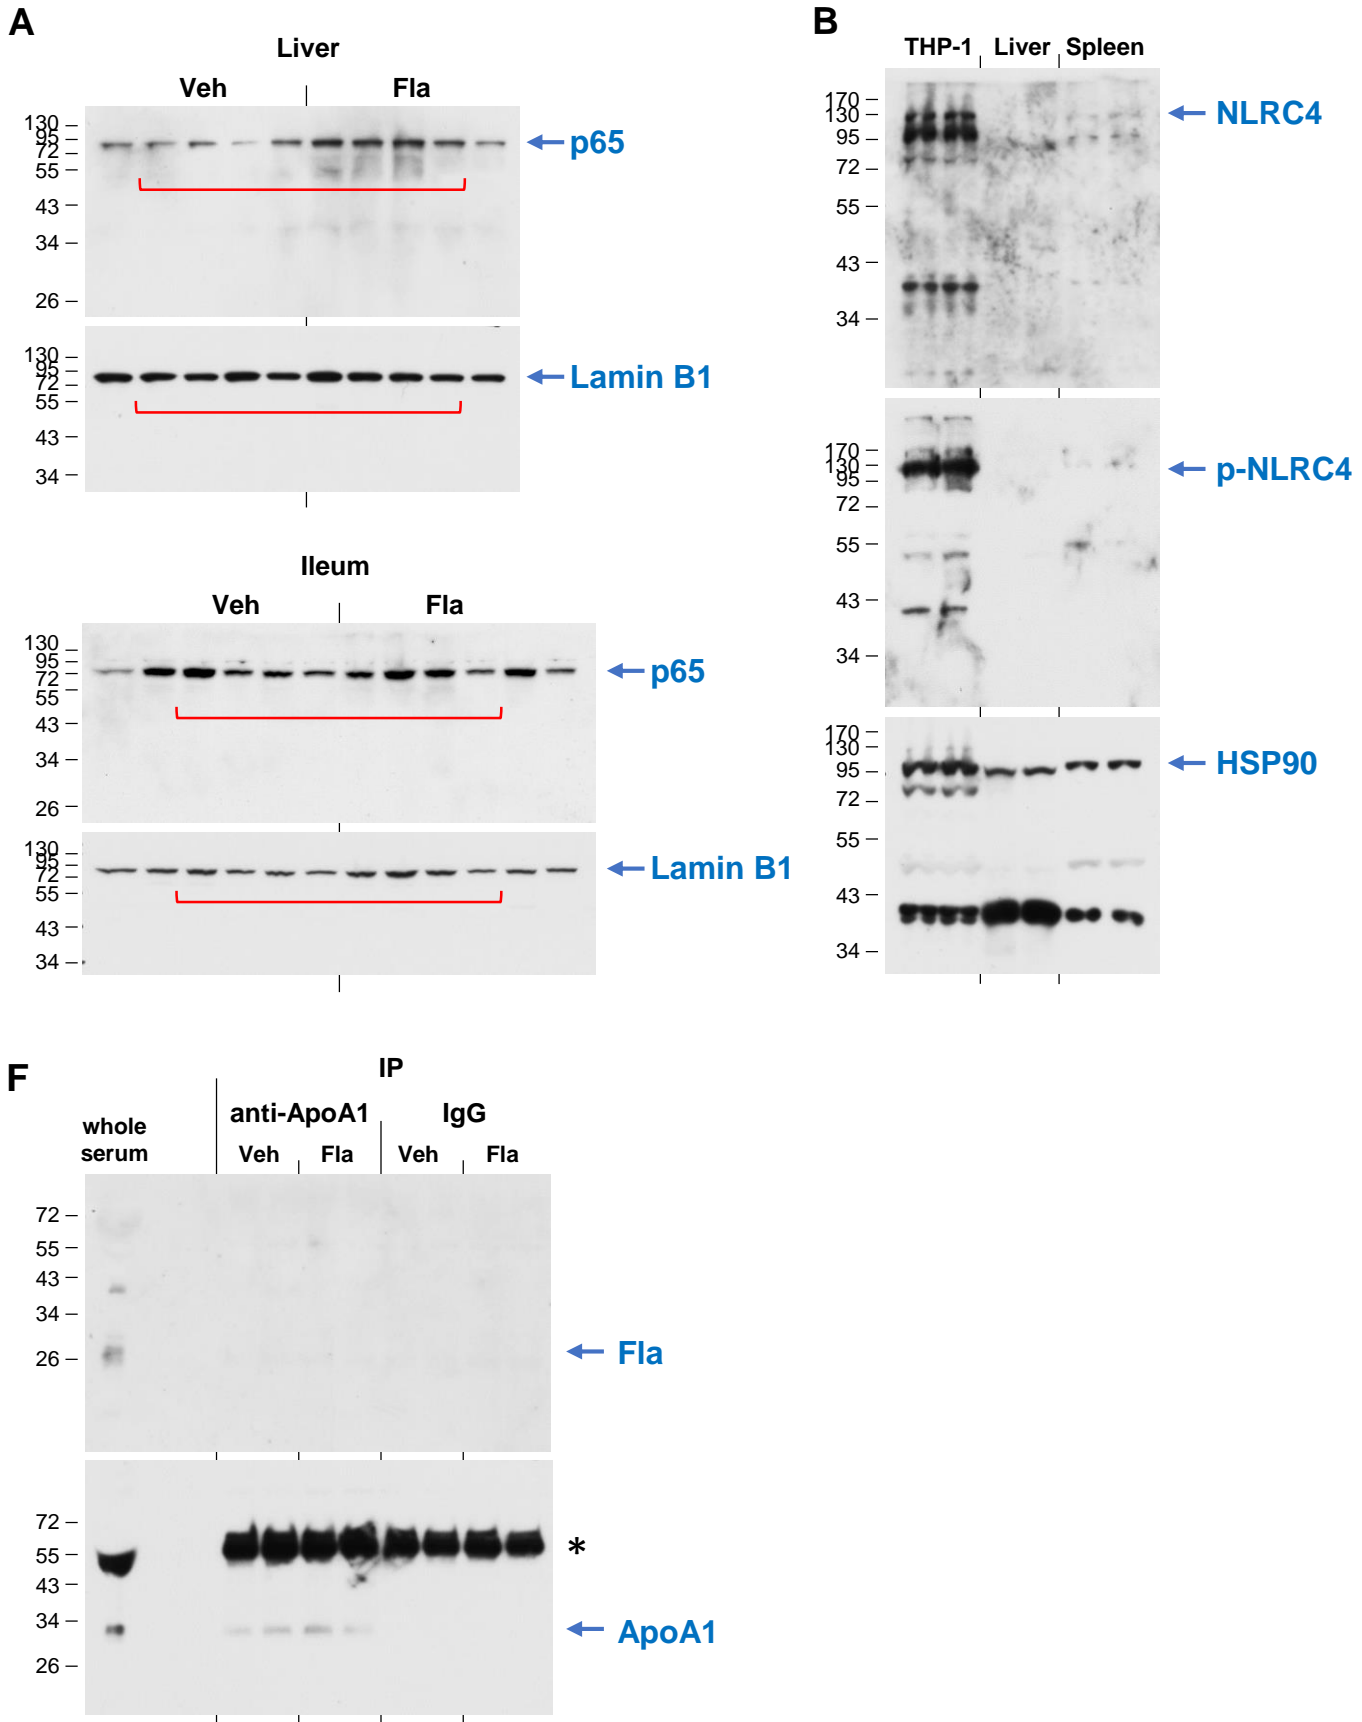 A
Liver
Veh Fla
130
95
72
55
43
34
26
p65
130
95
72
55
43
34
Lamin B1
Ileum
Veh Fla
130
95
72
55
43
34
26
p65
130
95
72
55
43
34
Lamin B1
B
THP-1 Liver Spleen
170
130
95
72
55
43
34
NLRC4
170
130
95
72
55
43
34
p-NLRC4
170
130
95
72
55
43
34
HSP90
F
IP
whole serum
anti-ApoA1 IgG
Veh Fla Veh Fla
72
55
43
34
26
Fla
72
55
43
34
26
*
ApoA1